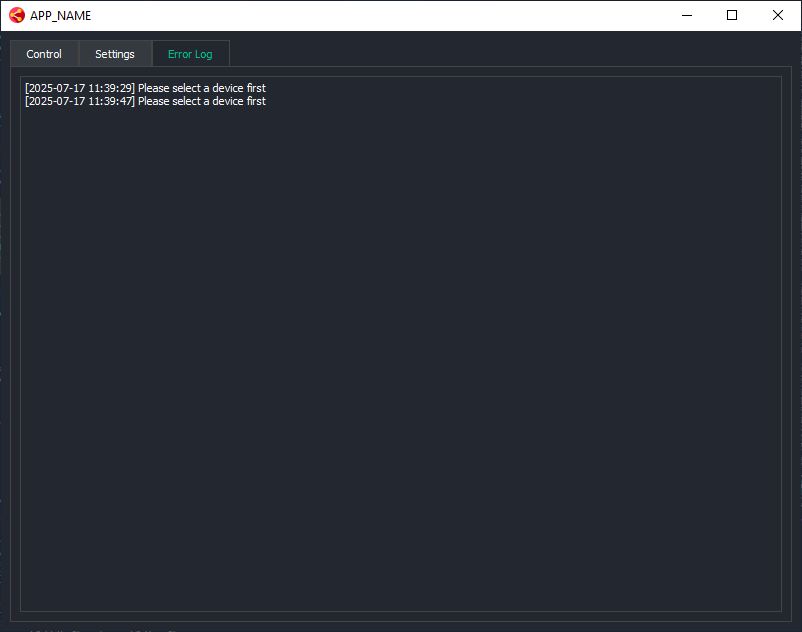 APP_NAME
Control Settings Error Log
[2025-07-17 11:39:29] Please select a device first
[2025-07-17 11:39:47] Please select a device first